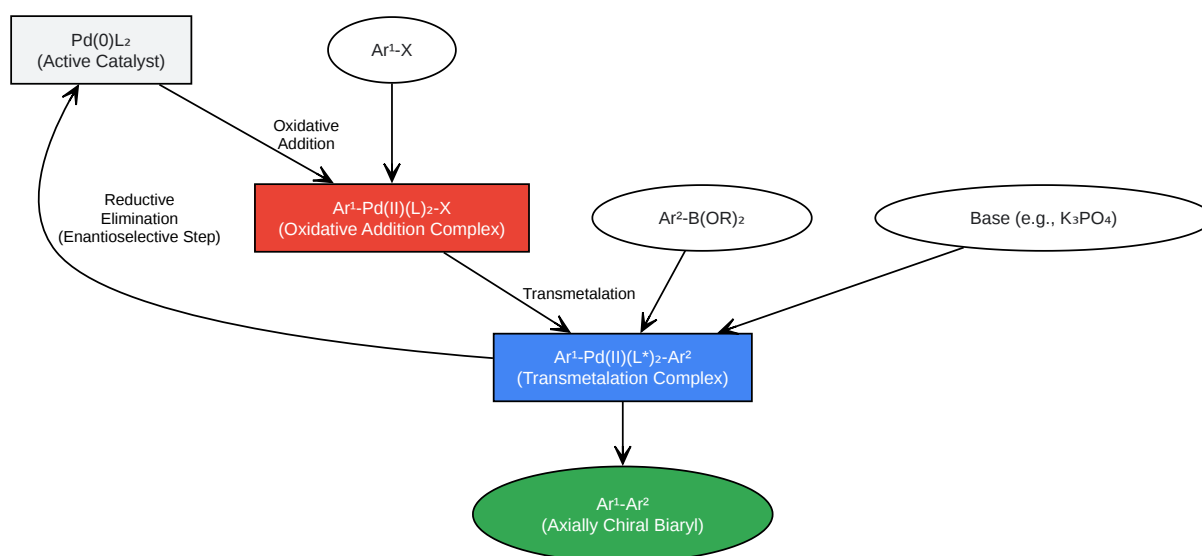 Pd(0)L₂
(Active Catalyst)
Ar¹-X
Oxidative
Addition
Ar¹-Pd(II)(L)₂-X
(Oxidative Addition Complex)
Ar²-B(OR)₂
Base (e.g., K₃PO₄)
Reductive
Elimination
(Enantioselective Step)
Transmetalation
Ar¹-Pd(II)(L*)₂-Ar²
(Transmetalation Complex)
Ar¹-Ar²
(Axially Chiral Biaryl)